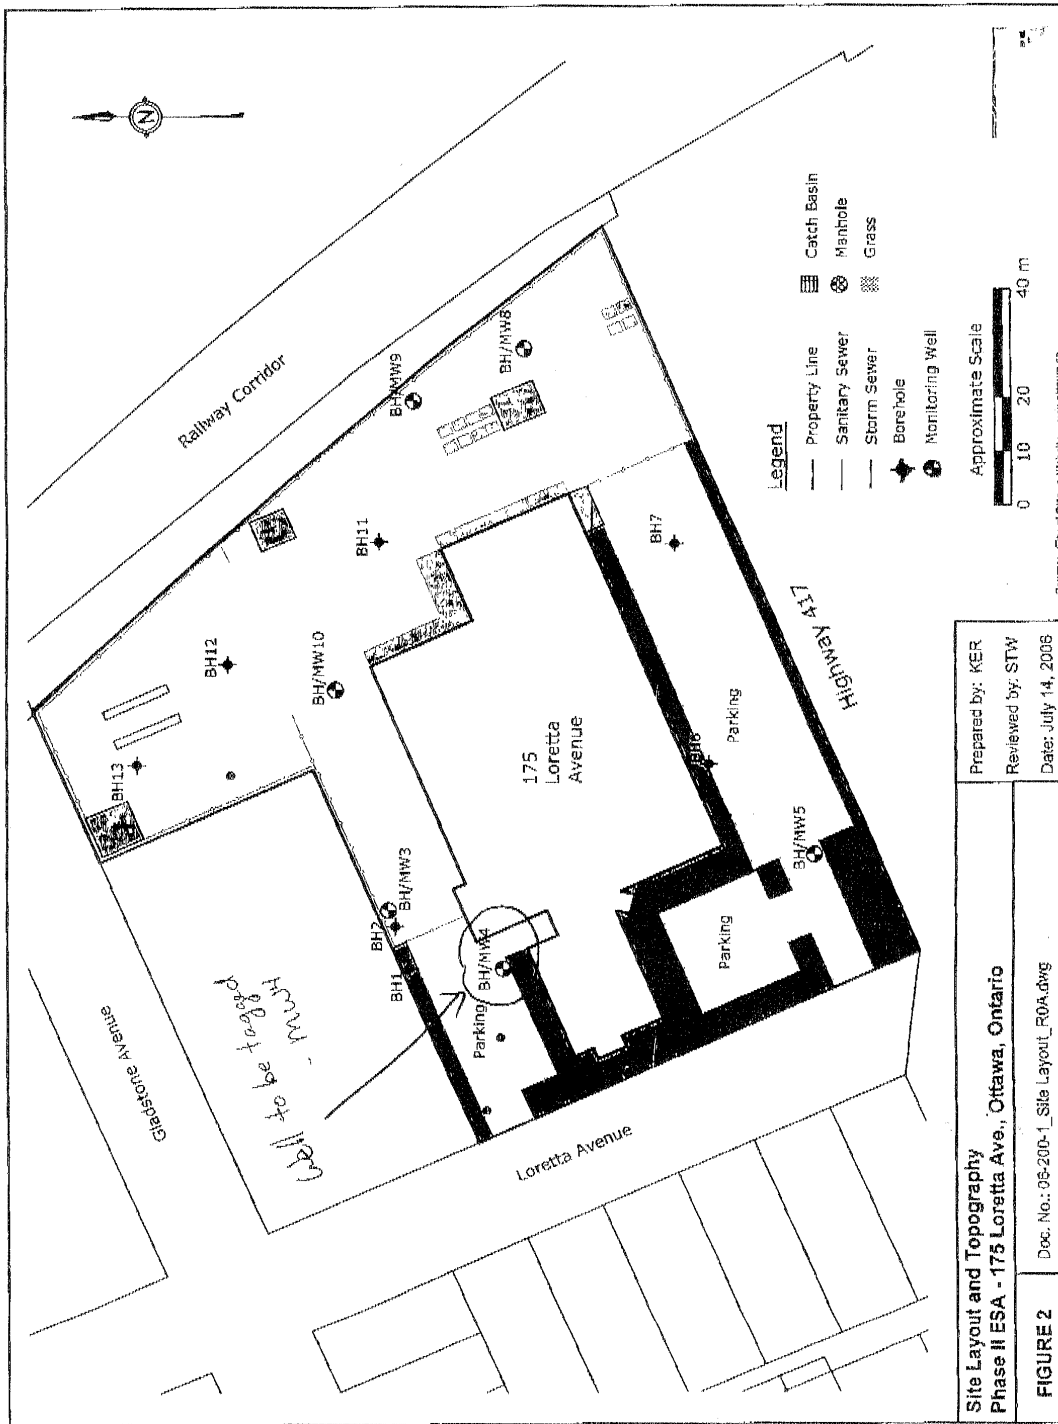 N
Railway Corridor
Gladstone Avenue
Well to be tagged
- MW4
BH13
BH12
BH/MW10
BH11
BH/MW9
BH/MW8
BH2
BH/MW3
BH1
BH/MW4
Parking
175
Loretta
Avenue
BH7
BH6
Parking
BH/MW5
Parking
Loretta Avenue
Highway 417
Legend
Property Line
Sanitary Sewer
Storm Sewer
Borehole
Monitoring Well
Catch Basin
Manhole
Grass
Approximate Scale
0 10 20 40 m
Site Layout and Topography
Phase II ESA - 175 Loretta Ave., Ottawa, Ontario
FIGURE 2
Doc. No.: 06-200-1_Site Layout_R0A.dwg
Prepared by: KER
Reviewed by: STW
Date: July 14, 2006